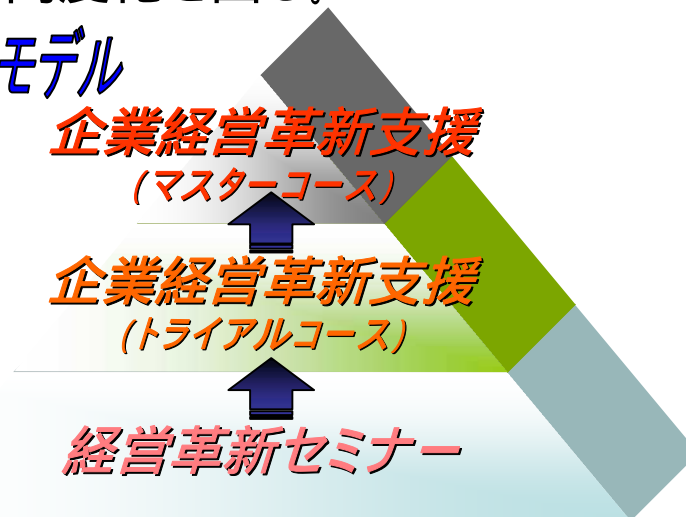 モデル
企業経営革新支援
(マスターコース)
企業経営革新支援
(トライアルコース)
経営革新セミナー